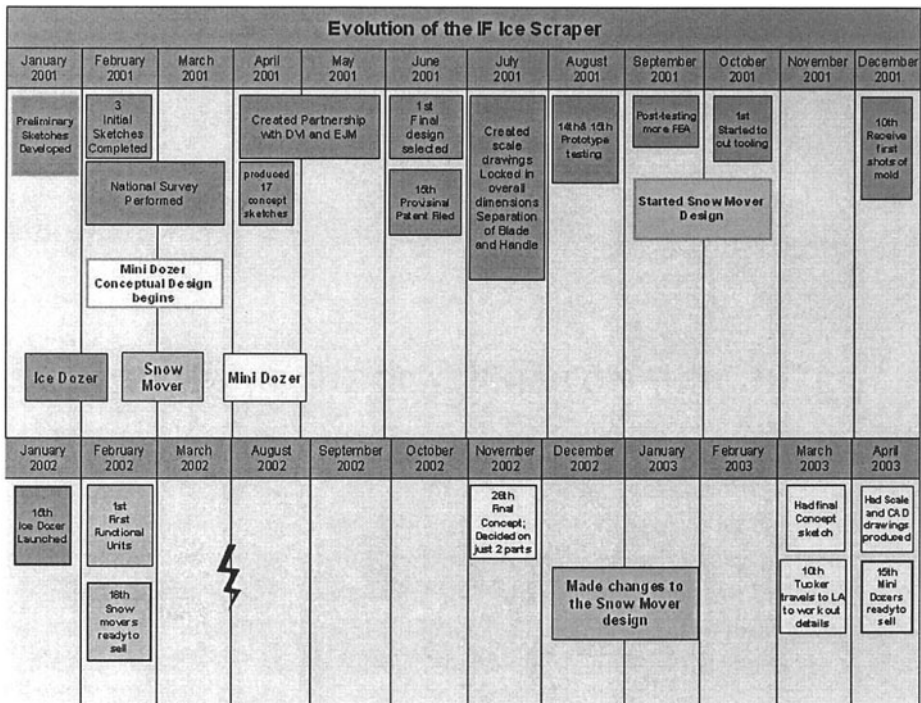 Evolution of the IF Ice Scraper
January
2001
February
2001
March
2001
April
2001
May
2001
June
2001
July
2001
August
2001
September
2001
October
2001
November
2001
December
2001
Preliminary
Sketches
Developed
3
Initial
Sketches
Completed
National Survey
Performed
Mini Dozer
Conceptual Design
begins
Created Partnership
with DVI and EJM
produced
17
concept
sketches
1st
Final
design
selected
15th
Provisinal
Patent Filed
Created
scale
drawings
Locked in
overall
dimensions
Separation
of Blade
and Handle
14th & 15th
Prototype
testing
Post-testing
more FEA
1st
Started to
cut tooling
Started Snow Mover
Design
10th
Receive
first
shots of
mold
Ice Dozer
Snow
Mover
Mini Dozer
January
2002
February
2002
March
2002
August
2002
September
2002
October
2002
November
2002
December
2002
January
2003
February
2003
March
2003
April
2003
Ice Dozer
Launched
1st
First
Functional
Units
18th
Snow
movers
ready to
sell
Final
Concept;
Decided on
just 2 parts
Made changes to
the Snow Mover
design
Had final
Concept
sketch
10th
Tucker
travels to LA
to work out
details
Had Scale
and CAD
drawings
produced
15th
Mini
Dozers
ready to
sell